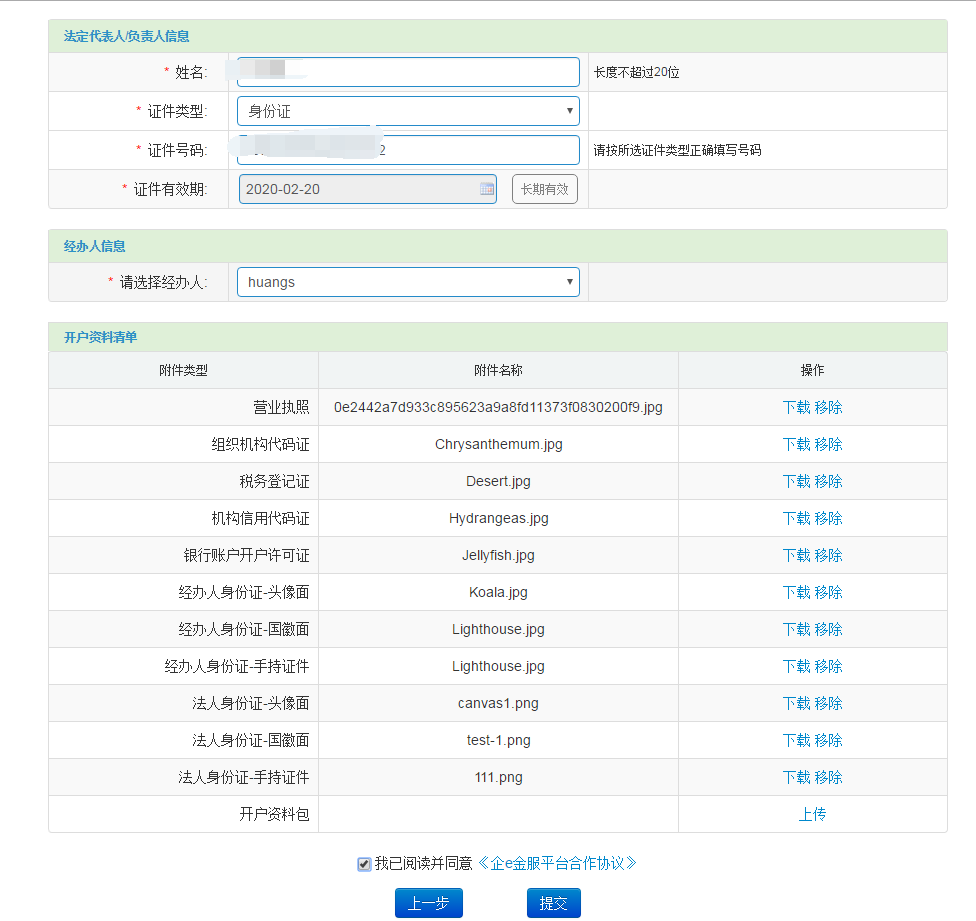 法定代表人/负责人信息
* 姓名: 长度不超过20位
* 证件类型: 身份证
* 证件号码: 2 请按所选证件类型正确填写号码
* 证件有效期: 2020-02-20 长期有效
经办人信息
* 请选择经办人: huangs
开户资料清单
附件类型 附件名称 操作
营业执照 0e2442a7d933c895623a9a8fd11373f0830200f9.jpg 下载 移除
组织机构代码证 Chrysanthemum.jpg 下载 移除
税务登记证 Desert.jpg 下载 移除
机构信用代码证 Hydrangeas.jpg 下载 移除
银行账户开户许可证 Jellyfish.jpg 下载 移除
经办人身份证-头像面 Koala.jpg 下载 移除
经办人身份证-国徽面 Lighthouse.jpg 下载 移除
经办人身份证-手持证件 Lighthouse.jpg 下载 移除
法人身份证-头像面 canvas1.png 下载 移除
法人身份证-国徽面 test-1.png 下载 移除
法人身份证-手持证件 111.png 下载 移除
开户资料包 上传
我已阅读并同意《企e金服平台合作协议》
上一步 提交